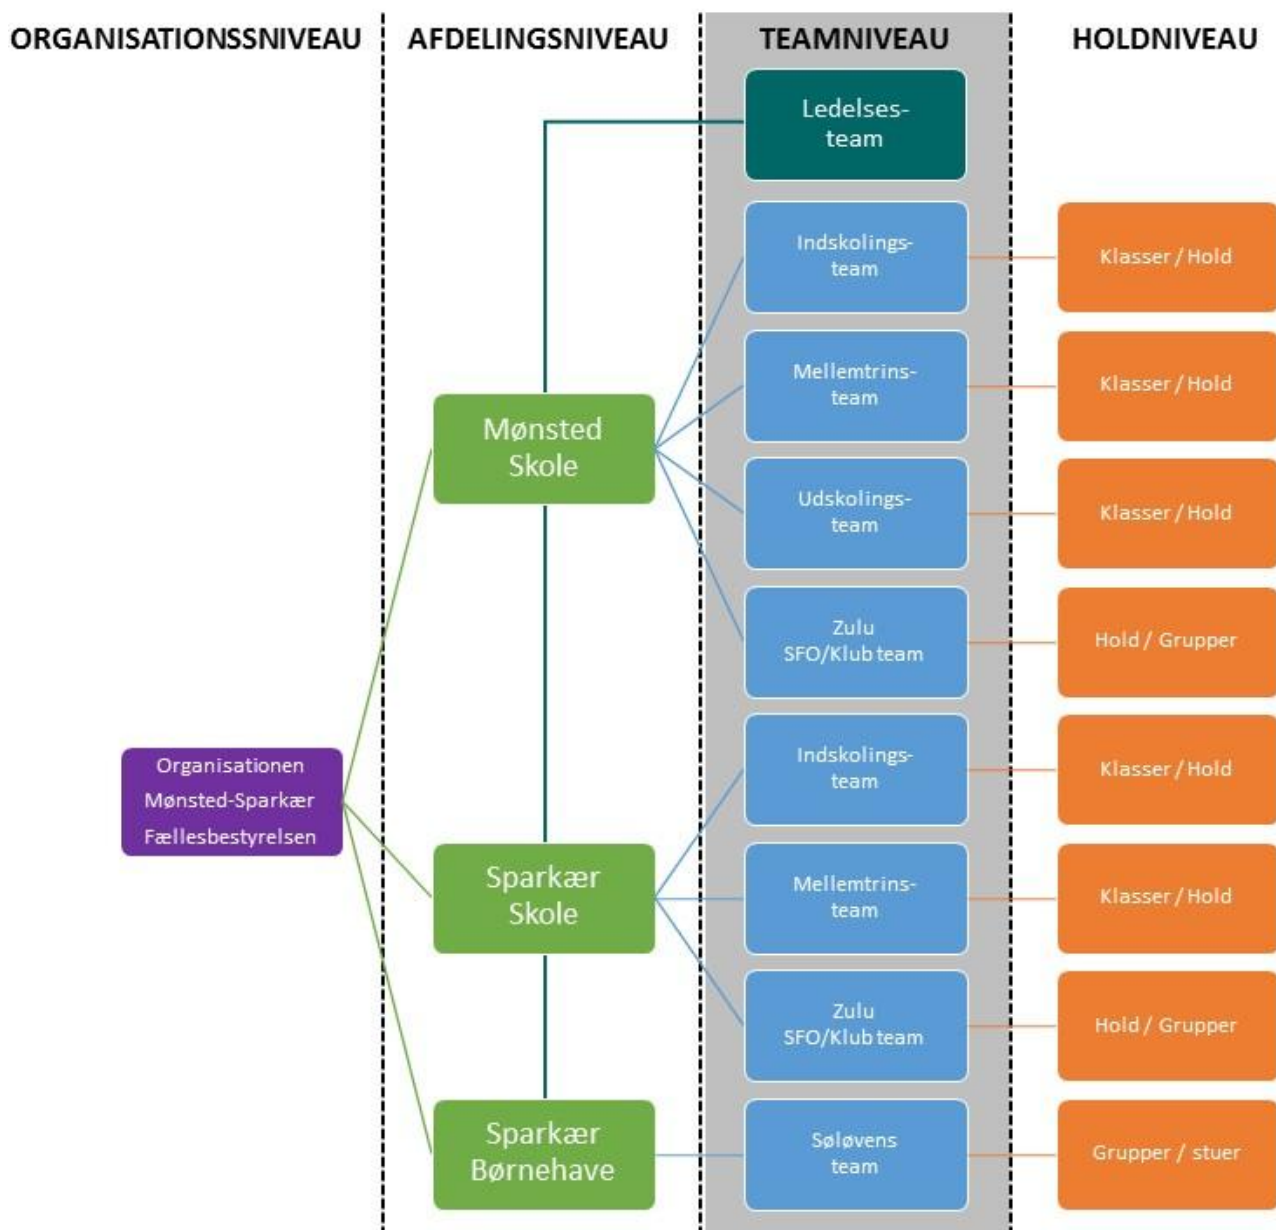 ORGANISATIONSSNIVEAU
AFDELINGSNIVEAU
TEAMNIVEAU
HOLDNIVEAU
Organisationen
Mønsted-Sparkær
Fællesbestyrelsen
Mønsted
Skole
Sparkær
Skole
Sparkær
Børnehave
Ledelses-
team
Indskolings-
team
Mellemtrins-
team
Udskolings-
team
Zulu
SFO/Klub team
Indskolings-
team
Mellemtrins-
team
Zulu
SFO/Klub team
Søløvens
team
Klasser / Hold
Klasser / Hold
Klasser / Hold
Hold / Grupper
Klasser / Hold
Klasser / Hold
Hold / Grupper
Grupper / stuer